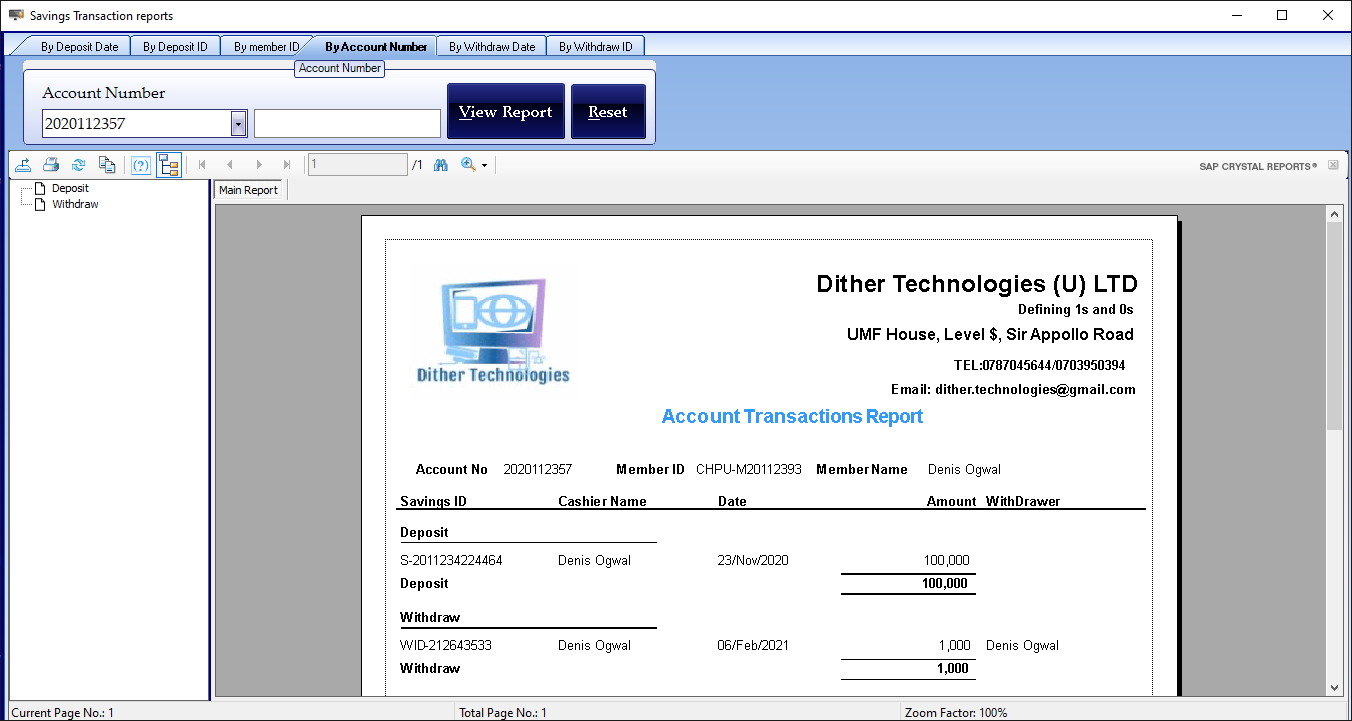 Savings Transaction reports
By Deposit Date By Deposit ID By member ID By Account Number By Withdraw Date By Withdraw ID
Account Number
Account Number
2020112357
View Report Reset
1 /1
SAP CRYSTAL REPORTS®
Deposit
Withdraw
Main Report
Dither Technologies
Dither Technologies (U) LTD
Defining 1s and 0s
UMF House, Level $, Sir Appollo Road
TEL:0787045644/0703950394
Email: dither.technologies@gmail.com
Account Transactions Report
Account No 2020112357 Member ID CHPU-M20112393 Member Name Denis Ogwal
Savings ID Cashier Name Date Amount WithDrawer
Deposit
S-2011234224464 Denis Ogwal 23/Nov/2020 100,000
Deposit 100,000
Withdraw
WID-212643533 Denis Ogwal 06/Feb/2021 1,000 Denis Ogwal
Withdraw 1,000
Current Page No.: 1 Total Page No.: 1 Zoom Factor: 100%